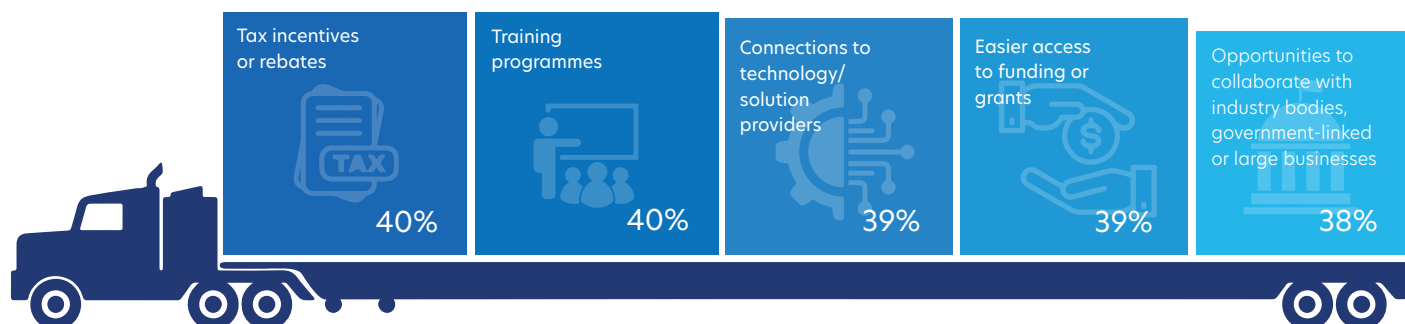 Tax incentives
or rebates
TAX
40%
Training
programmes
40%
Connections to
technology/
solution
providers
39%
Easier access
to funding or
grants
$
39%
Opportunities to
collaborate with
industry bodies,
government-linked
or large businesses
38%